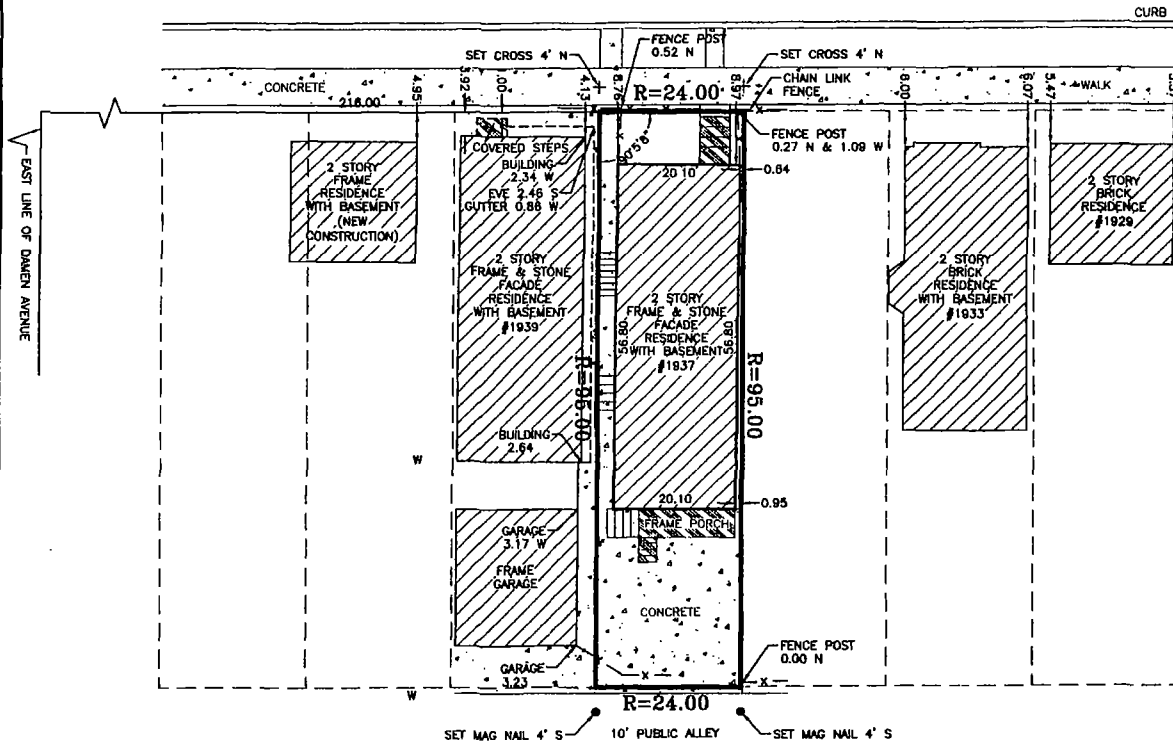 CURB
FENCE POST
0.52 N
SET CROSS 4' N
SET CROSS 4' N
CONCRETE
216.00
4.95
3.92
4.13
8.76
R=24.00
8.97
CHAIN LINK
FENCE
8.09
6.07
5.47
WALK
FENCE POST
0.27 N & 1.09 W
EAST LINE OF DAMEN AVENUE
2 STORY
FRAME
RESIDENCE
WITH BASEMENT
(NEW
CONSTRUCTION)
COVERED STEPS
BUILDING
2.34 W
EVE 2.46 S
GUTTER 0.88 W
90°5'8"
20.10
0.84
2 STORY
BRICK
RESIDENCE
#1929
2 STORY
FRAME & STONE
FACADE
RESIDENCE
WITH BASEMENT
#1939
2 STORY
FRAME & STONE
FACADE
RESIDENCE
WITH BASEMENT
#1937
56.80
56.80
2 STORY
BRICK
RESIDENCE
WITH BASEMENT
#1933
R=95.00
R=95.00
BUILDING
2.64
W
20.10
0.95
FRAME PORCH
GARAGE
3.17 W
FRAME
GARAGE
CONCRETE
FENCE POST
0.00 N
GARAGE
3.23
W
R=24.00
SET MAG NAIL 4' S
10' PUBLIC ALLEY
SET MAG NAIL 4' S